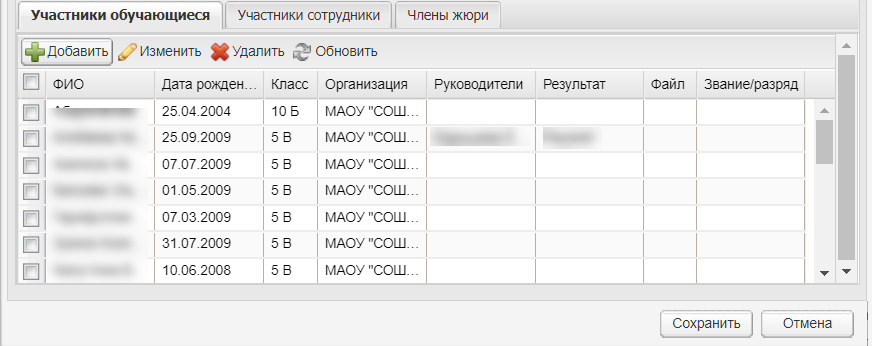 Участники обучающиеся Участники сотрудники Члены жюри
Добавить Изменить Удалить Обновить
ФИО Дата рожден... Класс Организация Руководители Результат Файл Звание/разряд
25.04.2004 10 Б МАОУ "СОШ...
25.09.2009 5 В МАОУ "СОШ...
07.07.2009 5 В МАОУ "СОШ...
01.05.2009 5 В МАОУ "СОШ...
07.03.2009 5 В МАОУ "СОШ...
31.07.2009 5 В МАОУ "СОШ...
10.06.2008 5 В МАОУ "СОШ...
Сохранить Отмена